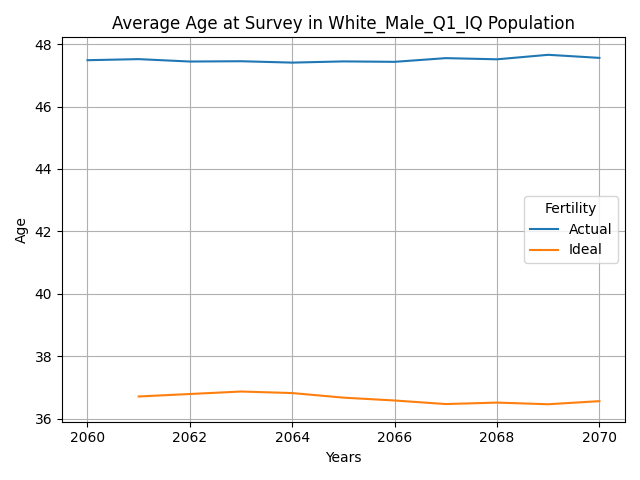 Average Age at Survey in White_Male_Q1_IQ Population
48
46
44
42
40
38
36
Age
Fertility
Actual
Ideal
2060
2062
2064
2066
2068
2070
Years